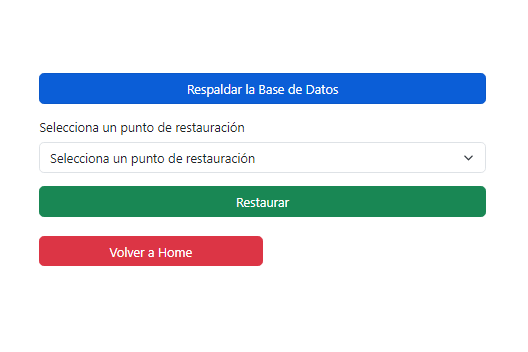 Respaldar la Base de Datos
Selecciona un punto de restauración
Selecciona un punto de restauración
Restaurar
Volver a Home